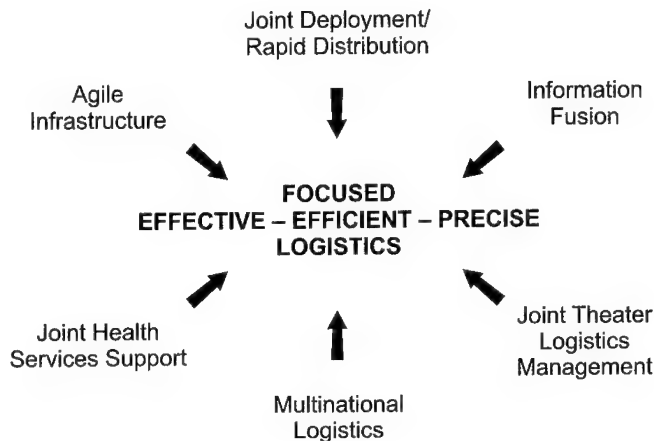 Joint Deployment/
Rapid Distribution
Agile
Infrastructure
Information
Fusion
FOCUSED
EFFECTIVE – EFFICIENT – PRECISE
LOGISTICS
Joint Health
Services Support
Joint Theater
Logistics
Management
Multinational
Logistics